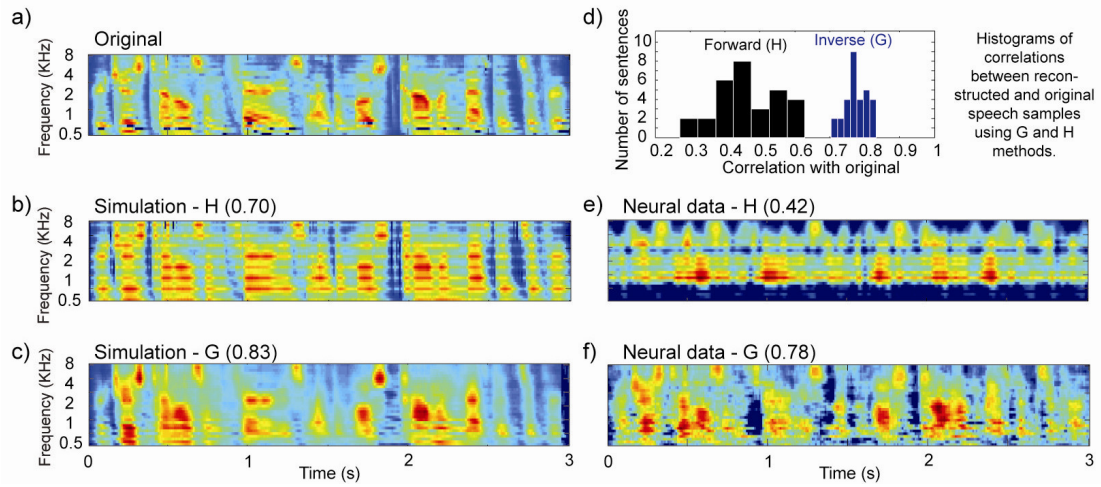 a)
Original
Frequency (KHz)
8
4
2
1
0.5
b)
Simulation - H (0.70)
Frequency (KHz)
8
4
2
1
0.5
c)
Simulation - G (0.83)
Frequency (KHz)
8
4
2
1
0.5
0 1 2 3
Time (s)
d)
Number of sentences
10
8
6
4
2
0
Forward (H)
Inverse (G)
0.2 0.3 0.4 0.5 0.6 0.7 0.8 0.9 1
Correlation with original
Histograms of
correlations
between recon-
structed and original
speech samples
using G and H
methods.
e)
Neural data - H (0.42)
f)
Neural data - G (0.78)
0 1 2 3
Time (s)